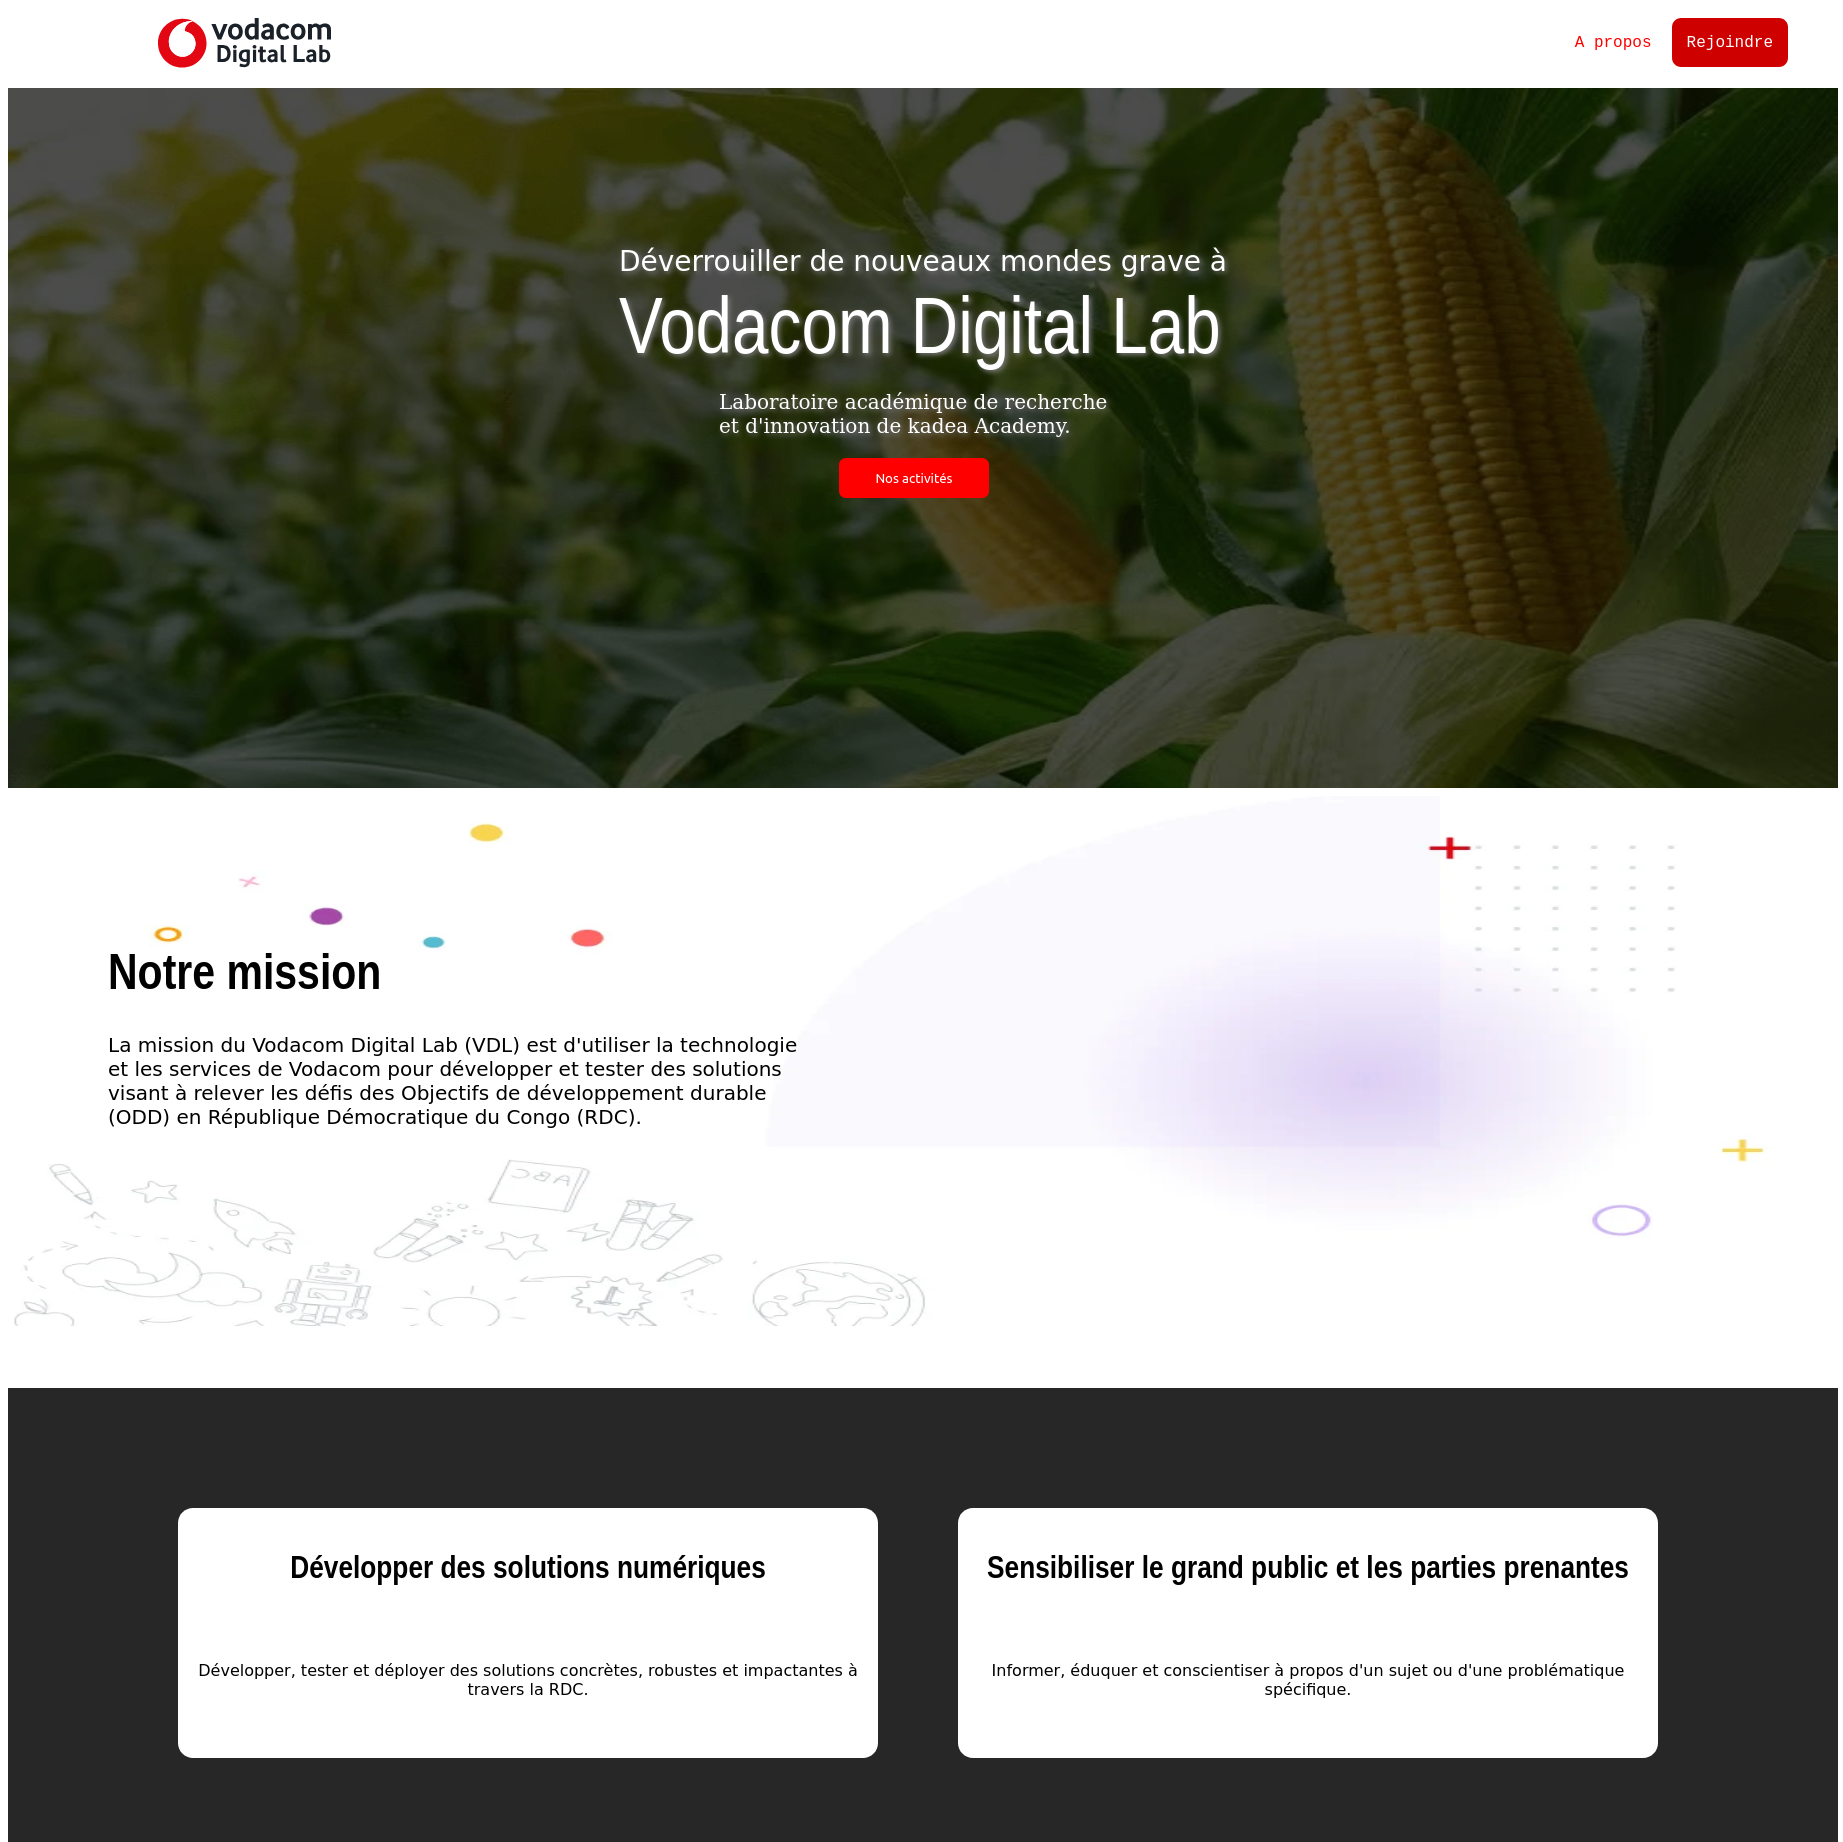 vodacom
Digital Lab
A propos
Rejoindre
Déverrouiller de nouveaux mondes grave à
Vodacom Digital Lab
Laboratoire académique de recherche
et d'innovation de kadea Academy.
Nos activités
Notre mission
La mission du Vodacom Digital Lab (VDL) est d'utiliser la technologie
et les services de Vodacom pour développer et tester des solutions
visant à relever les défis des Objectifs de développement durable
(ODD) en République Démocratique du Congo (RDC).
Développer des solutions numériques
Développer, tester et déployer des solutions concrètes, robustes et impactantes à
travers la RDC.
Sensibiliser le grand public et les parties prenantes
Informer, éduquer et conscientiser à propos d'un sujet ou d'une problématique
spécifique.